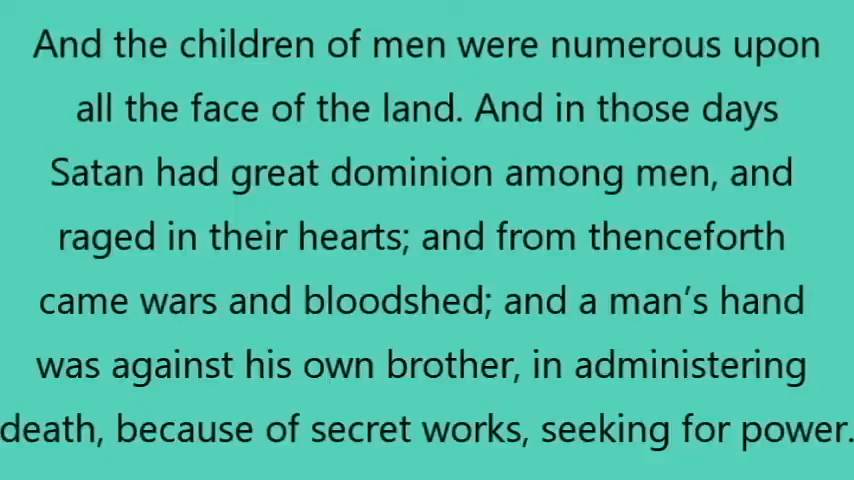 And the children of men were numerous upon
all the face of the land. And in those days
Satan had great dominion among men, and
raged in their hearts; and from thenceforth
came wars and bloodshed; and a man’s hand
was against his own brother, in administering
death, because of secret works, seeking for power.